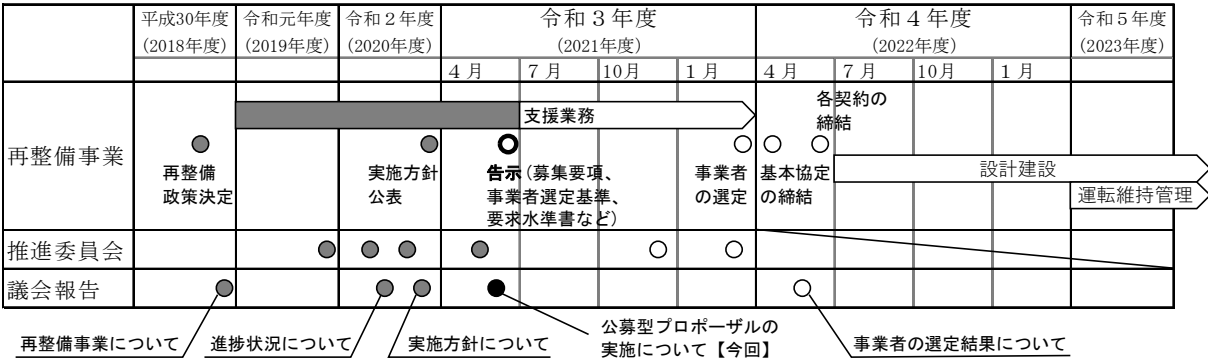 平成30年度 令和元年度 令和２年度 令和３年度 令和４年度 令和５年度
(2018年度) (2019年度) (2020年度) (2021年度) (2022年度) (2023年度)
４月 ７月 10月 １月 ４月 ７月 10月 １月
再整備事業
支援業務
各契約の
締結
再整備
政策決定
実施方針
公表
告示(募集要項、
事業者選定基準、
要求水準書など)
事業者
の選定
基本協定
の締結
設計建設
運転維持管理
推進委員会
議会報告
再整備事業について
進捗状況について
実施方針について
公募型プロポーザルの
実施について【今回】
事業者の選定結果について